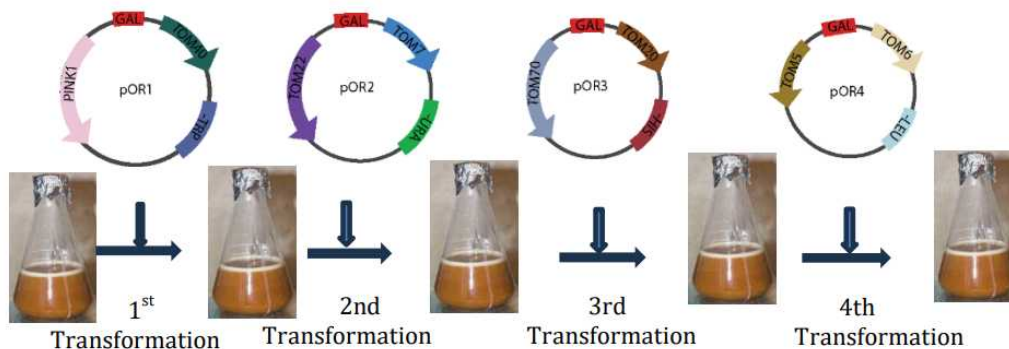 GAL
PINK1
TOM40
pOR1
-TRP
GAL
TOM22
TOM7
pOR2
-URA
GAL
TOM70
TOM20
pOR3
-HIS
GAL
TOM5
TOM6
pOR4
-LEU
1st
Transformation
2nd
Transformation
3rd
Transformation
4th
Transformation